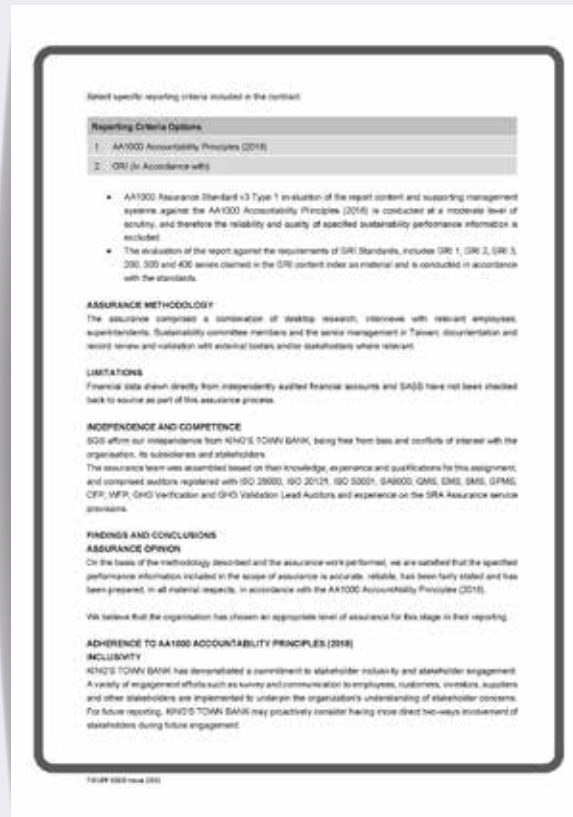 Select specific reporting criteria included in the contract
Reporting Criteria Options
1 AA1000 Accountability Principles (2018)
2 GRI (In Accordance with)
• AA1000 Assurance Standard v3 Type 1 evaluation of the report content and supporting management
systems against the AA1000 Accountability Principles (2018) is conducted at a moderate level of
scrutiny, and therefore the reliability and quality of specified sustainability performance information is
excluded.
• The evaluation of the report against the requirements of GRI Standards, includes GRI 1, GRI 2, GRI 3,
200, 300 and 400 series claimed in the GRI content index as material and is conducted in accordance
with the standards.
ASSURANCE METHODOLOGY
The assurance comprised a combination of desktop research, interviews with relevant employees,
superintendents, Sustainability committee members and the senior management in Taiwan, documentation and
record review and validation with external bodies and/or stakeholders where relevant.
LIMITATIONS
Financial data drawn directly from independently audited financial accounts and SASB have not been checked
back to source as part of this assurance process.
INDEPENDENCE AND COMPETENCE
SGS affirm our independence from KING'S TOWN BANK, being free from bias and conflicts of interest with the
organisation, its subsidiaries and stakeholders.
The assurance team was assembled based on their knowledge, experience and qualifications for this assignment,
and comprised auditors registered with ISO 26000, ISO 20121, ISO 50001, SA8000, QMS, EMS, SMS, GPMS,
CFP, WFP, GHG Verification and GHG Validation Lead Auditors and experience on the SRA Assurance service
provisions.
FINDINGS AND CONCLUSIONS
ASSURANCE OPINION
On the basis of the methodology described and the assurance work performed, we are satisfied that the specified
performance information included in the scope of assurance is accurate, reliable, has been fairly stated and has
been prepared, in all material respects, in accordance with the AA1000 Accountability Principles (2018).
We believe that the organisation has chosen an appropriate level of assurance for this stage in their reporting.
ADHERENCE TO AA1000 ACCOUNTABILITY PRINCIPLES (2018)
INCLUSIVITY
KING'S TOWN BANK has demonstrated a commitment to stakeholder inclusivity and stakeholder engagement.
A variety of engagement efforts such as survey and communication to employees, customers, investors, suppliers
and other stakeholders are implemented to underpin the organization's understanding of stakeholder concerns.
For future reporting, KING'S TOWN BANK may proactively consider having more direct two-ways involvement of
stakeholders during future engagement.